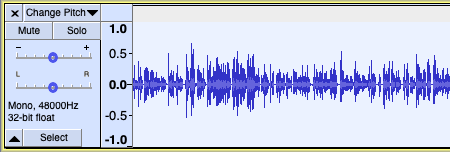 × Change Pitch▼
Mute Solo
− +
L R
Mono, 48000Hz
32-bit float
▲ Select
1.0
0.5
0.0
-0.5
-1.0